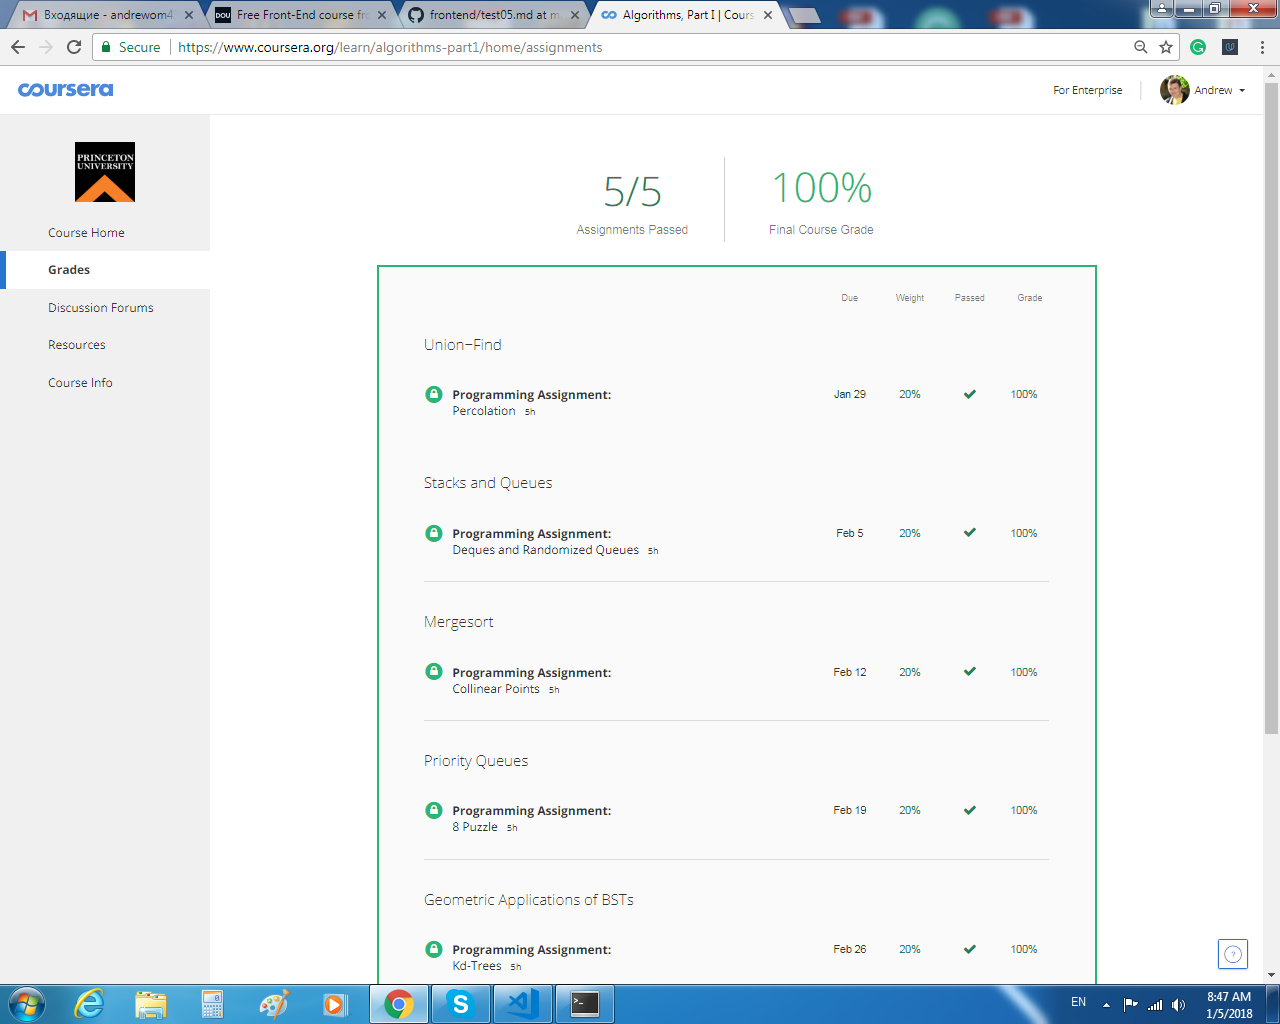 Входящие - andrewom4
DOU Free Front-End course fr
frontend/test05.md at m
Algorithms, Part I | Cours
Secure https://www.coursera.org/learn/algorithms-part1/home/assignments
coursera
For Enterprise
Andrew
PRINCETON
UNIVERSITY
Course Home
Grades
Discussion Forums
Resources
Course Info
5/5
Assignments Passed
100%
Final Course Grade
Due Weight Passed Grade
Union–Find
Programming Assignment:
Percolation 5h
Jan 29 20% 100%
Stacks and Queues
Programming Assignment:
Deques and Randomized Queues 5h
Feb 5 20% 100%
Mergesort
Programming Assignment:
Collinear Points 5h
Feb 12 20% 100%
Priority Queues
Programming Assignment:
8 Puzzle 5h
Feb 19 20% 100%
Geometric Applications of BSTs
Programming Assignment:
Kd-Trees 5h
Feb 26 20% 100%
EN
8:47 AM
1/5/2018